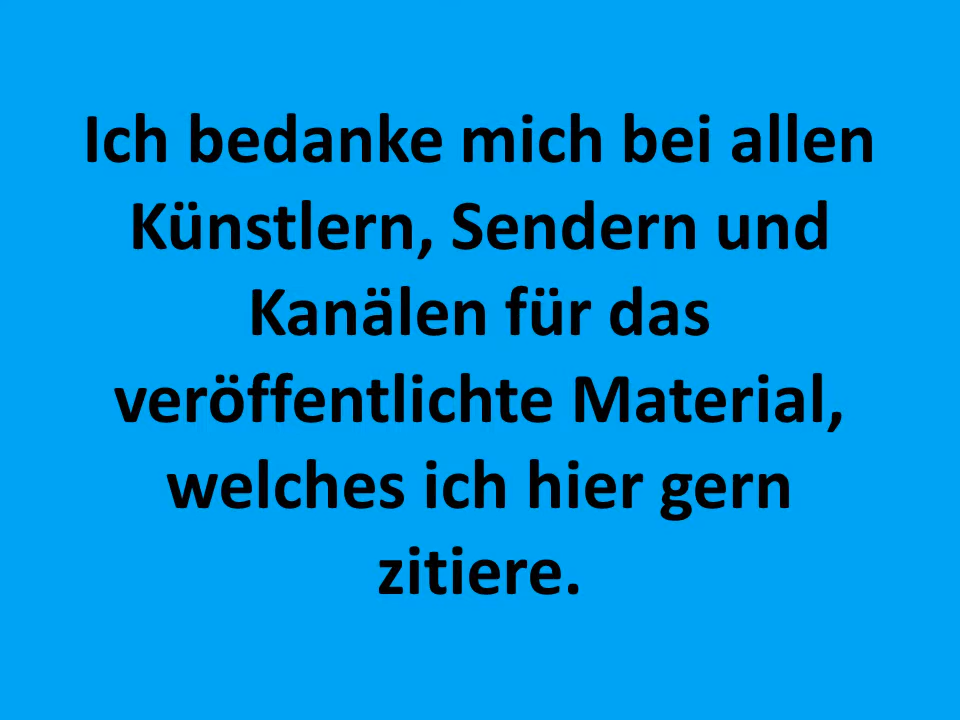 Ich bedanke mich bei allen
Künstlern, Sendern und
Kanälen für das
veröffentlichte Material,
welches ich hier gern
zitiere.